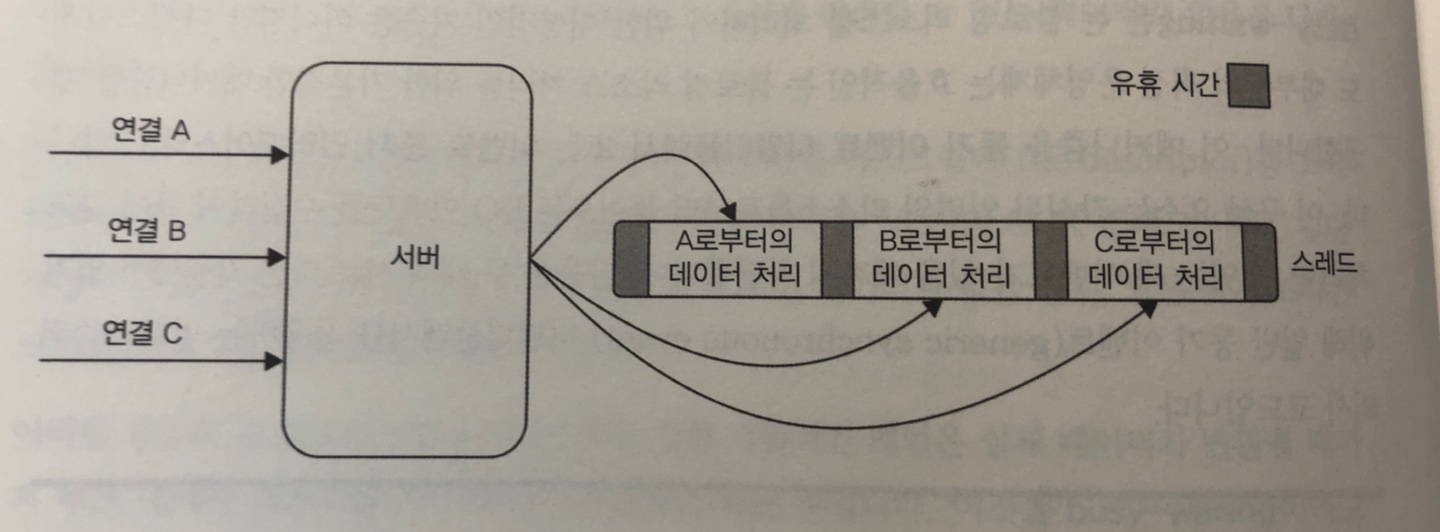 유휴 시간
연결 A
연결 B
연결 C
서버
A로부터의
데이터 처리
B로부터의
데이터 처리
C로부터의
데이터 처리
스레드